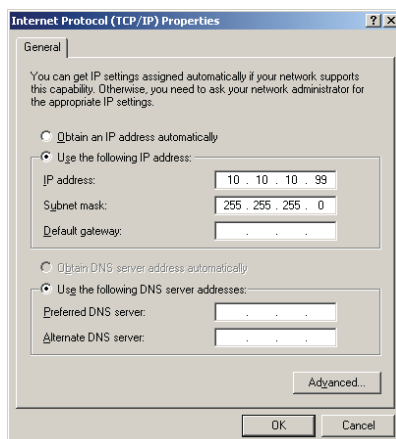 Internet Protocol (TCP/IP) Properties
General
You can get IP settings assigned automatically if your network supports
this capability. Otherwise, you need to ask your network administrator for
the appropriate IP settings.
Obtain an IP address automatically
Use the following IP address:
IP address: 10 . 10 . 10 . 99
Subnet mask: 255 . 255 . 255 . 0
Default gateway: . . .
Obtain DNS server address automatically
Use the following DNS server addresses:
Preferred DNS server: . . .
Alternate DNS server: . . .
Advanced...
OK Cancel